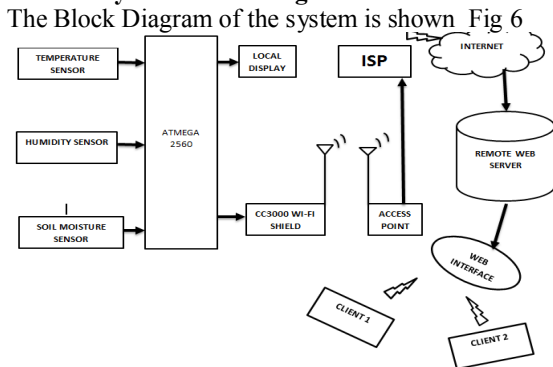 The Block Diagram of the system is shown Fig 6
TEMPERATURE
SENSOR
HUMIDITY SENSOR
SOIL MOISTURE
SENSOR
ATMEGA
2560
LOCAL
DISPLAY
CC3000 WI-FI
SHIELD
ISP
ACCESS
POINT
INTERNET
REMOTE WEB
SERVER
WEB
INTERFACE
CLIENT 1
CLIENT 2